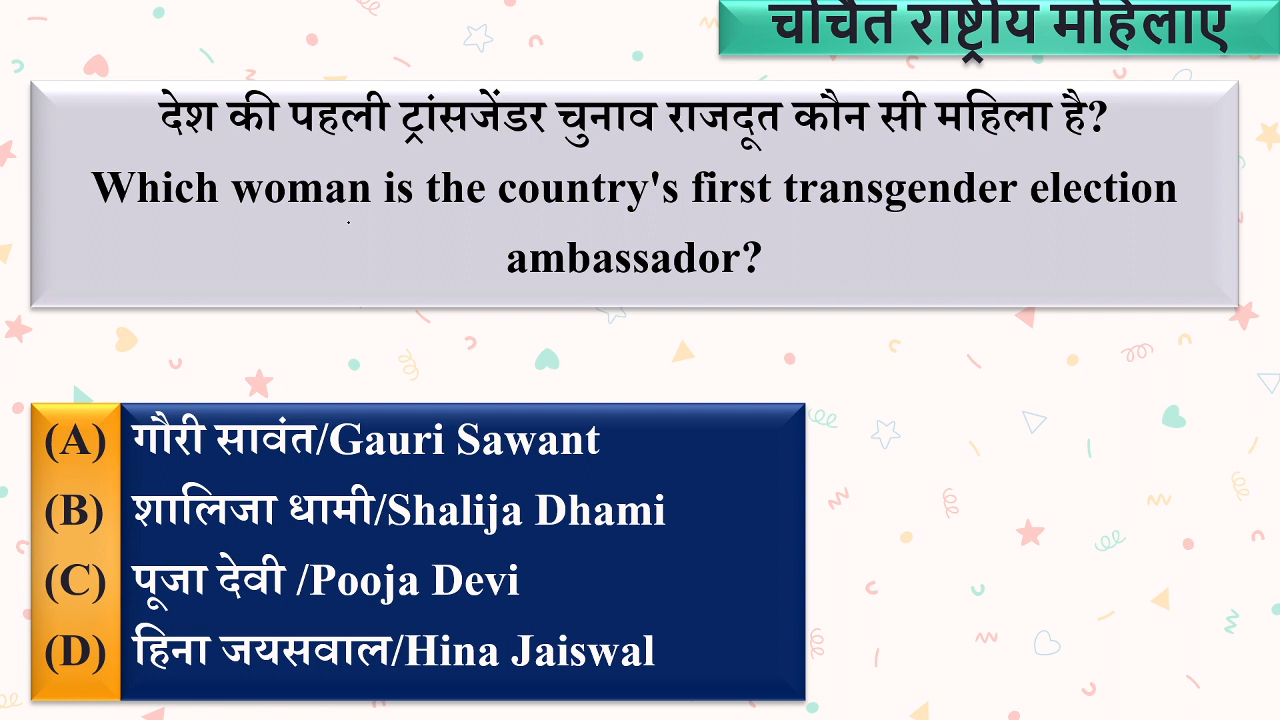 चर्चित राष्ट्रीय महिलाए
देश की पहली ट्रांसजेंडर चुनाव राजदूत कौन सी महिला है?
Which woman is the country's first transgender election
ambassador?
(A) गौरी सावंत/Gauri Sawant
(B) शालिजा धामी/Shalija Dhami
(C) पूजा देवी /Pooja Devi
(D) हिना जयसवाल/Hina Jaiswal